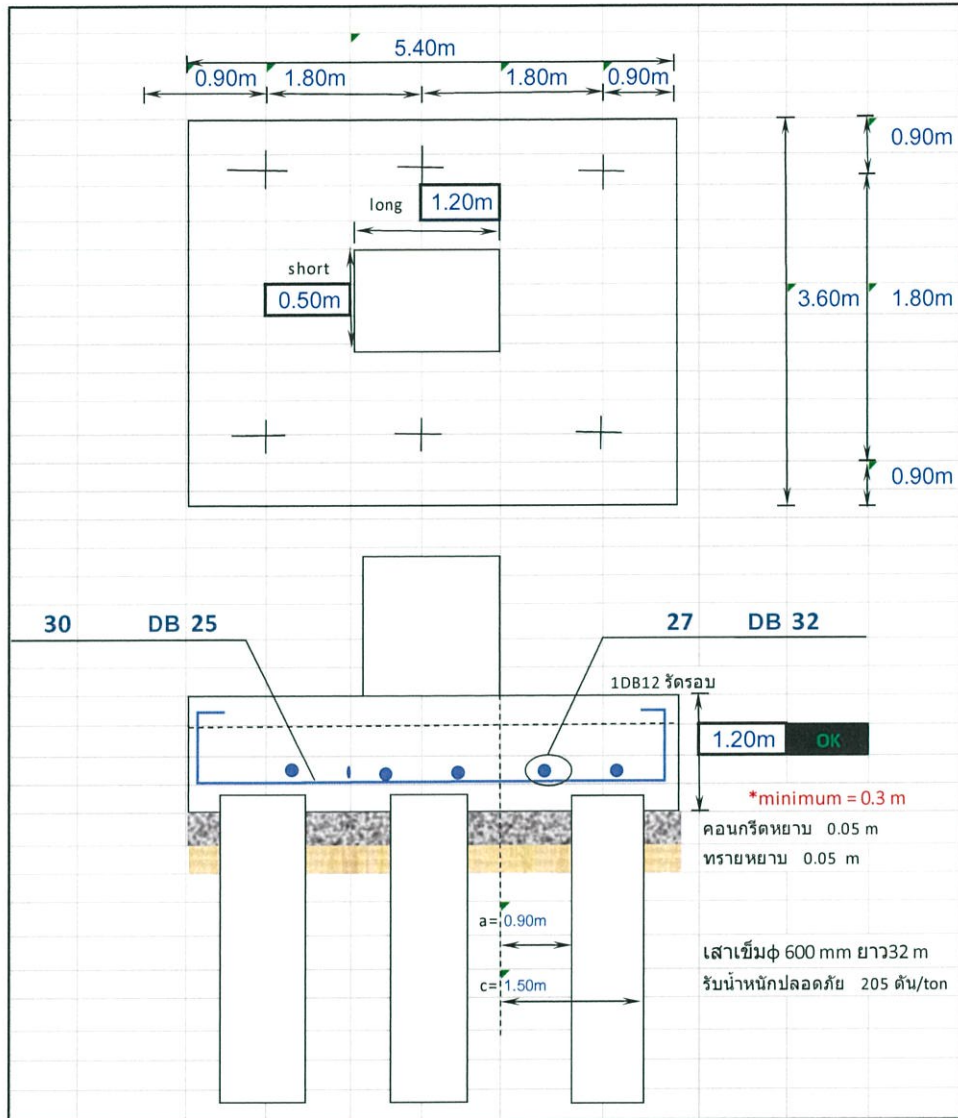 5.40m
0.90m 1.80m 1.80m 0.90m
0.90m
long 1.20m
short
0.50m
3.60m 1.80m
0.90m
30 DB 25
27 DB 32
1DB12 รัดรอบ
1.20m OK
*minimum = 0.3 m
คอนกรีตหยาบ 0.05 m
ทรายหยาบ 0.05 m
a= 0.90m
c= 1.50m
เสาเข็มφ 600 mm ยาว32 m
รับน้ำหนักปลอดภัย 205 ตัน/ton